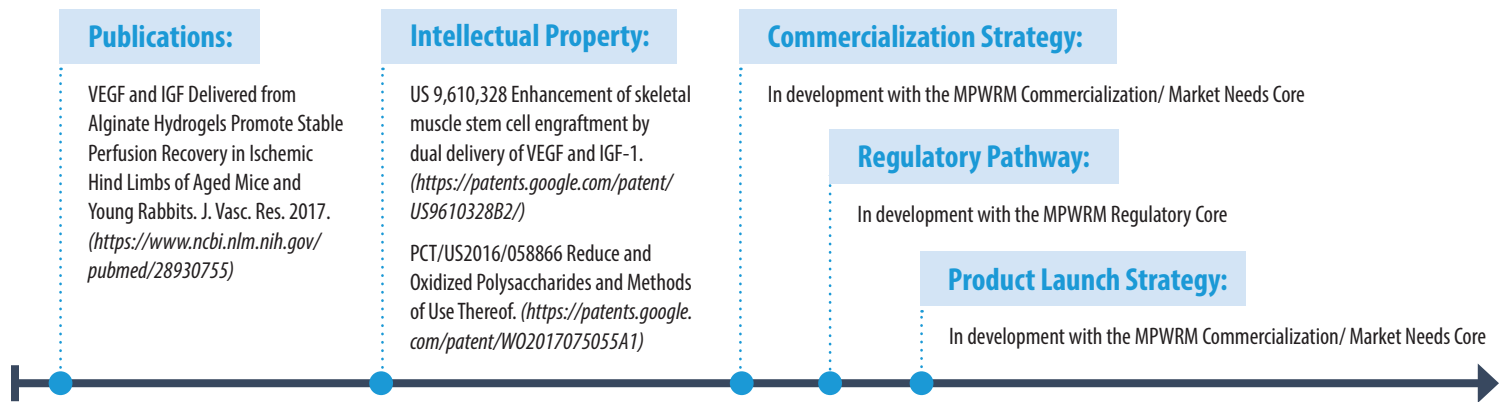 Publications:
VEGF and IGF Delivered from
Alginate Hydrogels Promote Stable
Perfusion Recovery in Ischemic
Hind Limbs of Aged Mice and
Young Rabbits. J. Vasc. Res. 2017.
(https://www.ncbi.nlm.nih.gov/
pubmed/28930755)
Intellectual Property:
US 9,610,328 Enhancement of skeletal
muscle stem cell engraftment by
dual delivery of VEGF and IGF-1.
(https://patents.google.com/patent/
US9610328B2/)
PCT/US2016/058866 Reduce and
Oxidized Polysaccharides and Methods
of Use Thereof. (https://patents.google.
com/patent/WO2017075055A1)
Commercialization Strategy:
In development with the MPWRM Commercialization/ Market Needs Core
Regulatory Pathway:
In development with the MPWRM Regulatory Core
Product Launch Strategy:
In development with the MPWRM Commercialization/ Market Needs Core